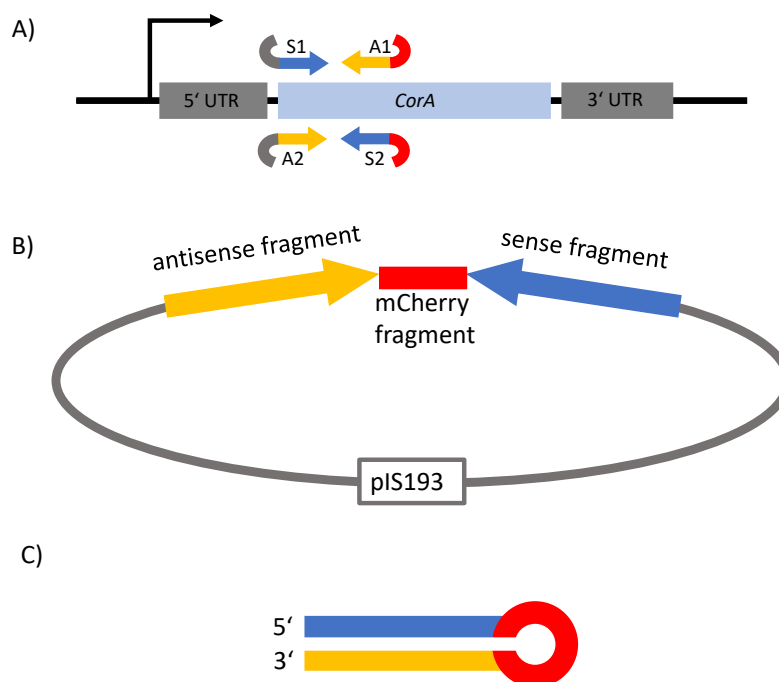 A)
S1
A1
5‘ UTR
CorA
3‘ UTR
A2
S2
B)
antisense fragment
sense fragment
mCherry
fragment
pIS193
C)
5‘
3‘